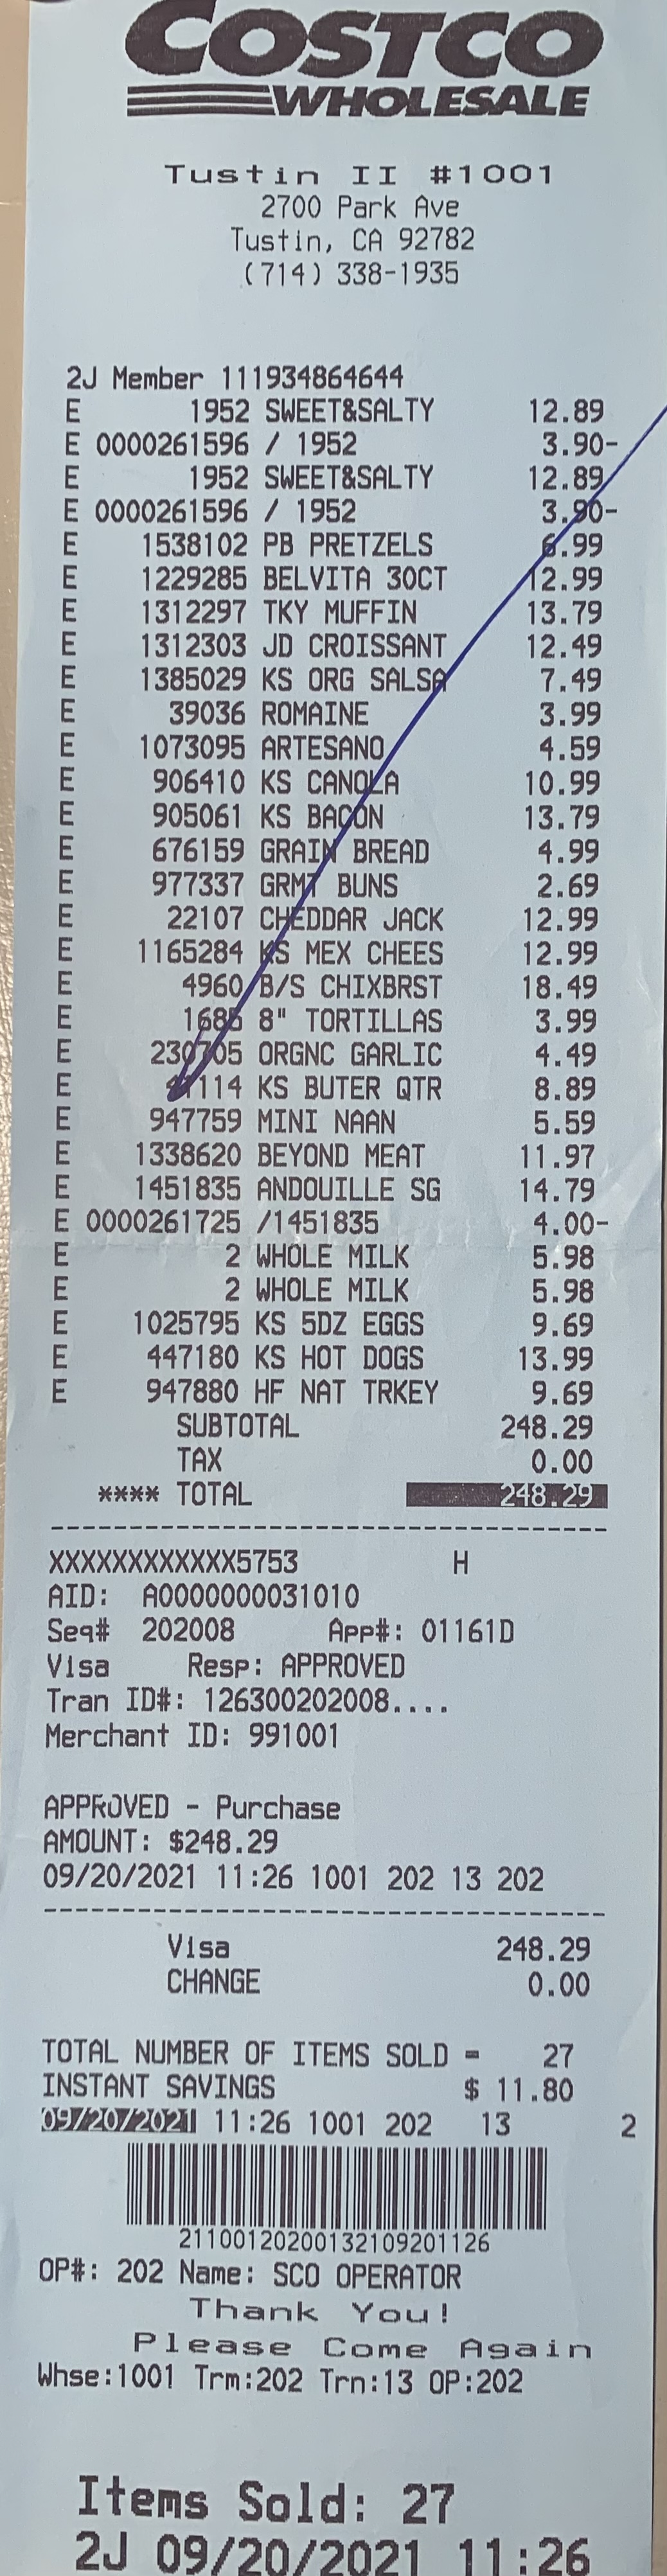 COSTCO
WHOLESALE
Tustin II #1001
2700 Park Ave
Tustin, CA 92782
(714) 338-1935
2J Member 111934864644
E 1952 SWEET&SALTY 12.89
E 0000261596 / 1952 3.90-
E 1952 SWEET&SALTY 12.89
E 0000261596 / 1952 3.90-
E 1538102 PB PRETZELS 6.99
E 1229285 BELVITA 30CT 12.99
E 1312297 TKY MUFFIN 13.79
E 1312303 JD CROISSANT 12.49
E 1385029 KS ORG SALSA 7.49
E 39036 ROMAINE 3.99
E 1073095 ARTESANO 4.59
E 906410 KS CANOLA 10.99
E 905061 KS BACON 13.79
E 676159 GRAIN BREAD 4.99
E 977337 GRMT BUNS 2.69
E 22107 CHEDDAR JACK 12.99
E 1165284 KS MEX CHEES 12.99
E 4960 B/S CHIXBRST 18.49
E 1685 8" TORTILLAS 3.99
E 230705 ORGNC GARLIC 4.49
E KS BUTER QTR 8.89
E 947759 MINI NAAN 5.59
E 1338620 BEYOND MEAT 11.97
E 1451835 ANDOUILLE SG 14.79
E 0000261725 /1451835 4.00-
E 2 WHOLE MILK 5.98
E 2 WHOLE MILK 5.98
E 1025795 KS 5DZ EGGS 9.69
E 447180 KS HOT DOGS 13.99
E 947880 HF NAT TRKEY 9.69
SUBTOTAL 248.29
TAX 0.00
**** TOTAL 248.29
XXXXXXXXXXXX5753 H
AID: A0000000031010
Seq# 202008 App#: 01161D
Visa Resp: APPROVED
Tran ID#: 126300202008....
Merchant ID: 991001
APPROVED - Purchase
AMOUNT: $248.29
09/20/2021 11:26 1001 202 13 202
Visa 248.29
CHANGE 0.00
TOTAL NUMBER OF ITEMS SOLD = 27
INSTANT SAVINGS $ 11.80
09/20/2021 11:26 1001 202 13 2
21100120200132109201126
OP#: 202 Name: SCO OPERATOR
Thank You!
Please Come Again
Whse:1001 Trm:202 Trn:13 OP:202
Items Sold: 27
2J 09/20/2021 11:26